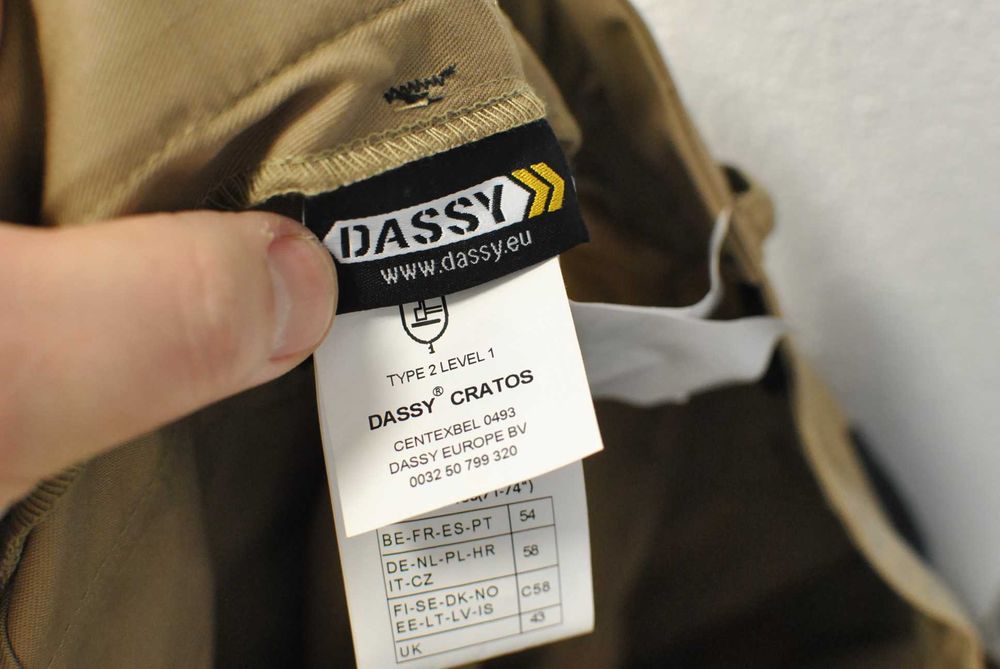 DASSY
www.dassy.eu
TYPE 2 LEVEL 1
DASSY® CRATOS
CENTEXBEL 0493
DASSY EUROPE BV
0032 50 799 320
(71-74")
BE-FR-ES-PT 54
DE-NL-PL-HR
IT-CZ 58
FI-SE-DK-NO
EE-LT-LV-IS C58
UK 43